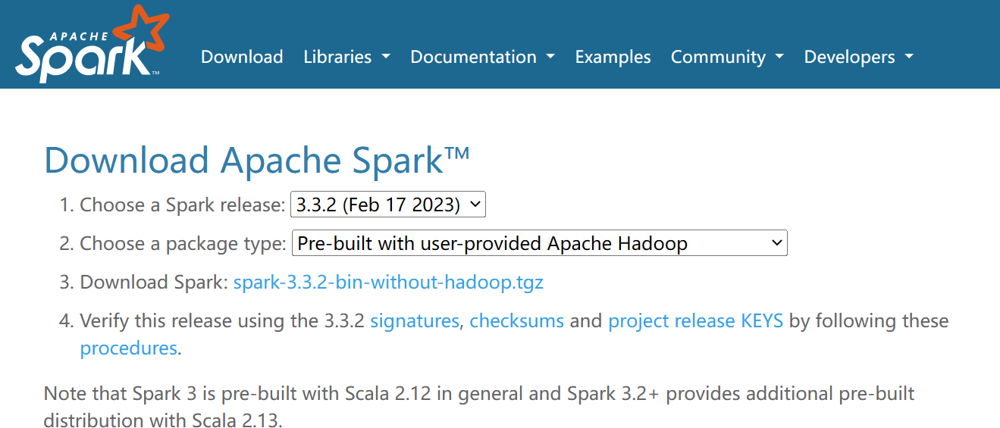 APACHE
Spark™
Download Libraries Documentation Examples Community Developers
Download Apache Spark™
1. Choose a Spark release: 3.3.2 (Feb 17 2023)
2. Choose a package type: Pre-built with user-provided Apache Hadoop
3. Download Spark: spark-3.3.2-bin-without-hadoop.tgz
4. Verify this release using the 3.3.2 signatures, checksums and project release KEYS by following these
procedures.
Note that Spark 3 is pre-built with Scala 2.12 in general and Spark 3.2+ provides additional pre-built
distribution with Scala 2.13.